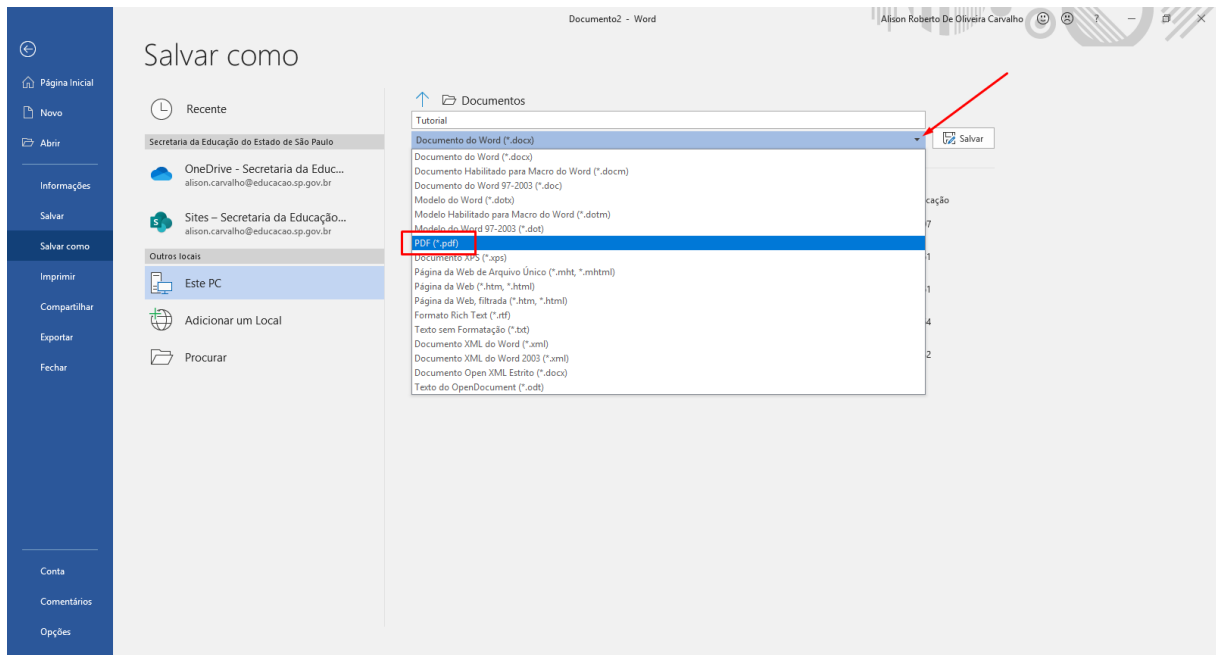 Documento2 - Word
Alison Roberto De Oliveira Carvalho
?
Página Inicial
Novo
Abrir
Informações
Salvar
Salvar como
Imprimir
Compartilhar
Exportar
Fechar
Conta
Comentários
Opções
Salvar como
Recente
Secretaria da Educação do Estado de São Paulo
OneDrive - Secretaria da Educ...
alison.carvalho@educacao.sp.gov.br
Sites – Secretaria da Educação...
alison.carvalho@educacao.sp.gov.br
Outros locais
Este PC
Adicionar um Local
Procurar
Documentos
Tutorial
Documento do Word (*.docx)
Salvar
Documento do Word (*.docx)
Documento Habilitado para Macro do Word (*.docm)
Documento do Word 97-2003 (*.doc)
Modelo do Word (*.dotx)
Modelo Habilitado para Macro do Word (*.dotm)
Modelo do Word 97-2003 (*.dot)
PDF (*.pdf)
Documento XPS (*.xps)
Página da Web de Arquivo Único (*.mht, *.mhtml)
Página da Web (*.htm, *.html)
Página da Web, filtrada (*.htm, *.html)
Formato Rich Text (*.rtf)
Texto sem Formatação (*.txt)
Documento XML do Word (*.xml)
Documento XML do Word 2003 (*.xml)
Documento Open XML Estrito (*.docx)
Texto do OpenDocument (*.odt)
cação
7
1
1
4
2